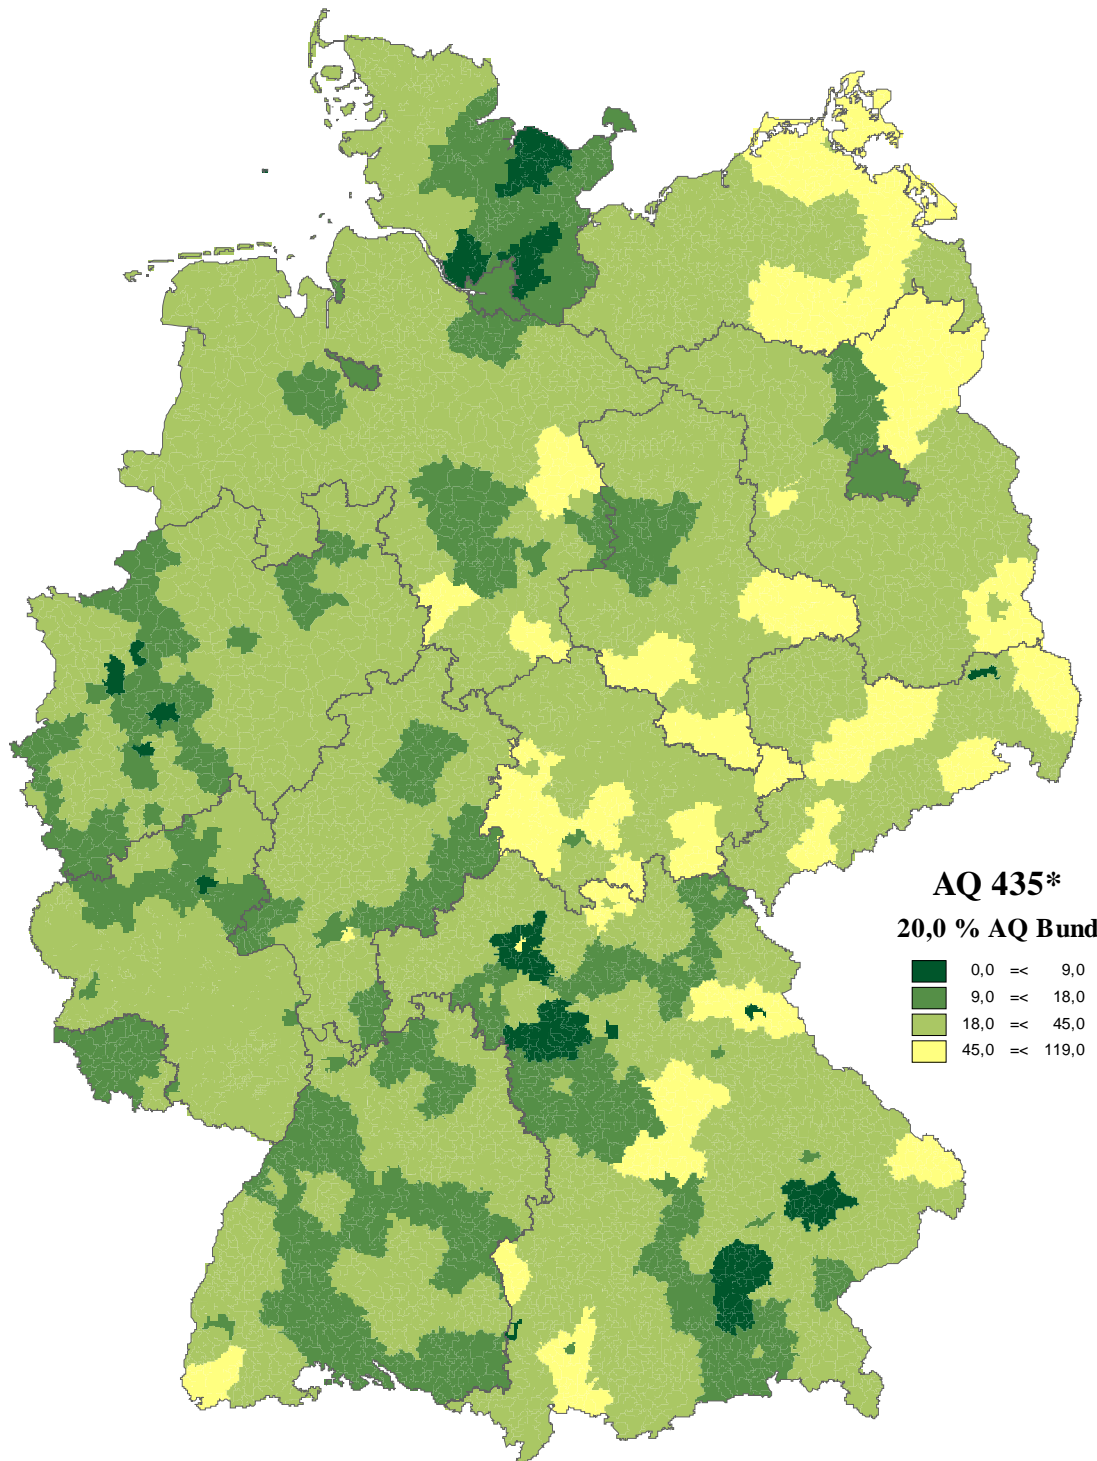 AQ 435*
20,0 % AQ Bund
0,0 =< 9,0
9,0 =< 18,0
18,0 =< 45,0
45,0 =< 119,0